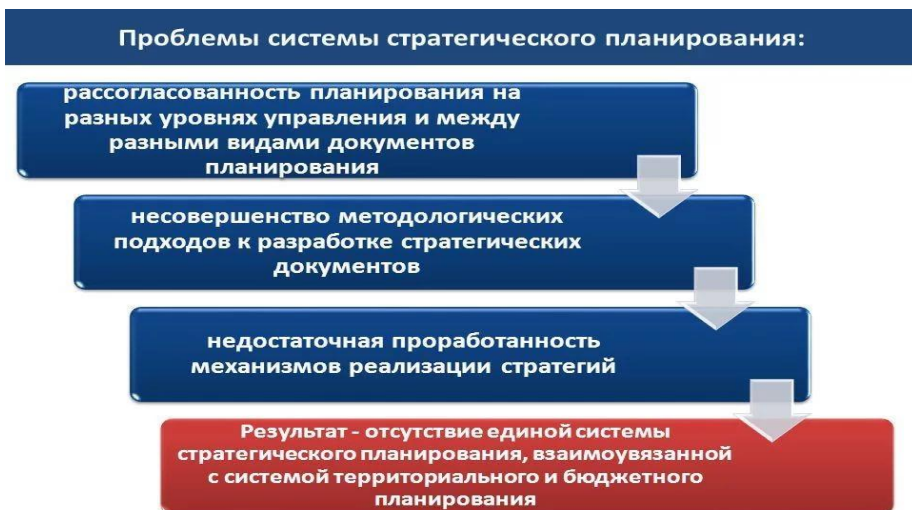 Проблемы системы стратегического планирования:
рассогласованность планирования на
разных уровнях управления и между
разными видами документов
планирования
несовершенство методологических
подходов к разработке стратегических
документов
недостаточная проработанность
механизмов реализации стратегий
Результат - отсутствие единой системы
стратегического планирования, взаимоувязанной
с системой территориального и бюджетного
планирования